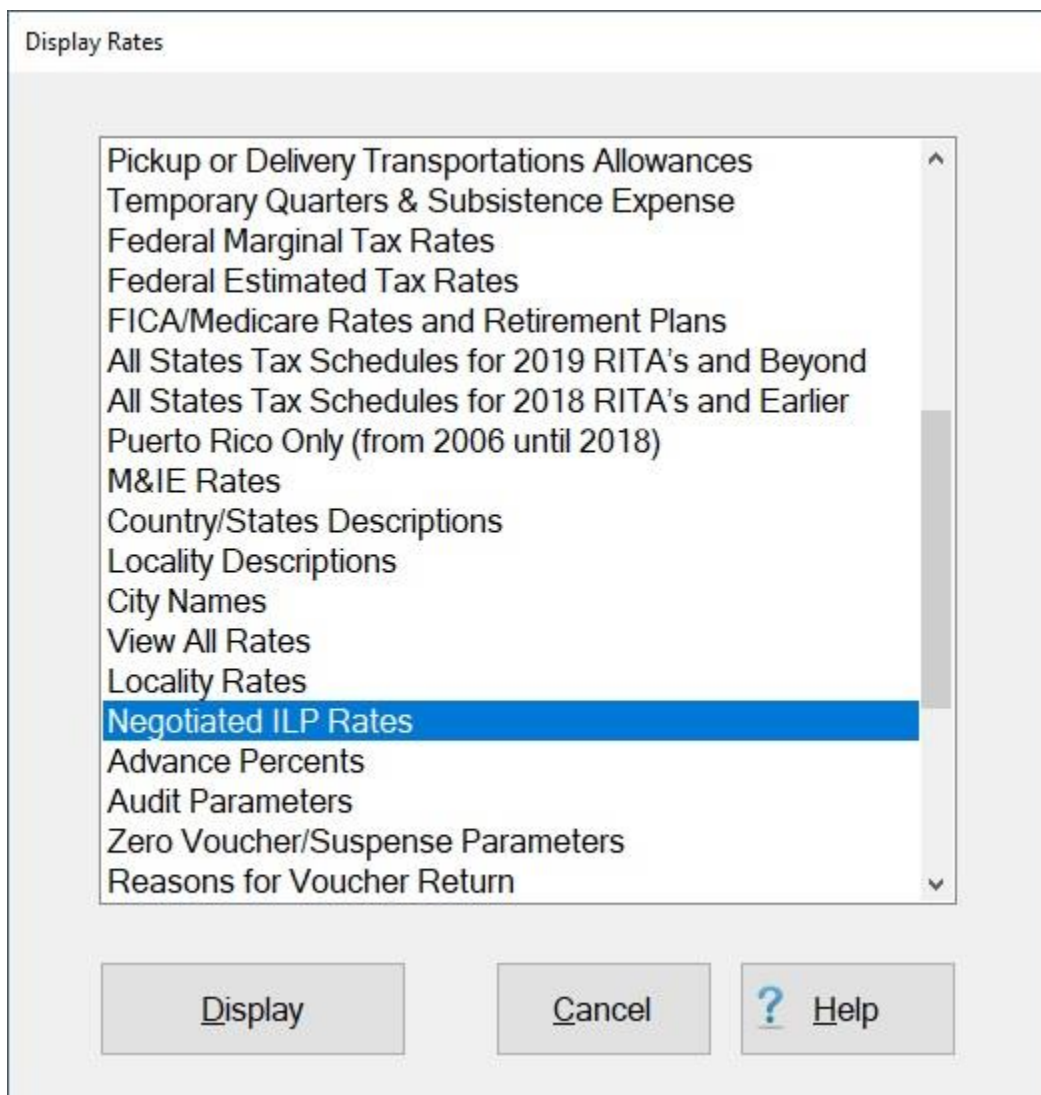 Display Rates
Pickup or Delivery Transportations Allowances
Temporary Quarters & Subsistence Expense
Federal Marginal Tax Rates
Federal Estimated Tax Rates
FICA/Medicare Rates and Retirement Plans
All States Tax Schedules for 2019 RITA's and Beyond
All States Tax Schedules for 2018 RITA's and Earlier
Puerto Rico Only (from 2006 until 2018)
M&IE Rates
Country/States Descriptions
Locality Descriptions
City Names
View All Rates
Locality Rates
Negotiated ILP Rates
Advance Percents
Audit Parameters
Zero Voucher/Suspense Parameters
Reasons for Voucher Return
Display Cancel ? Help